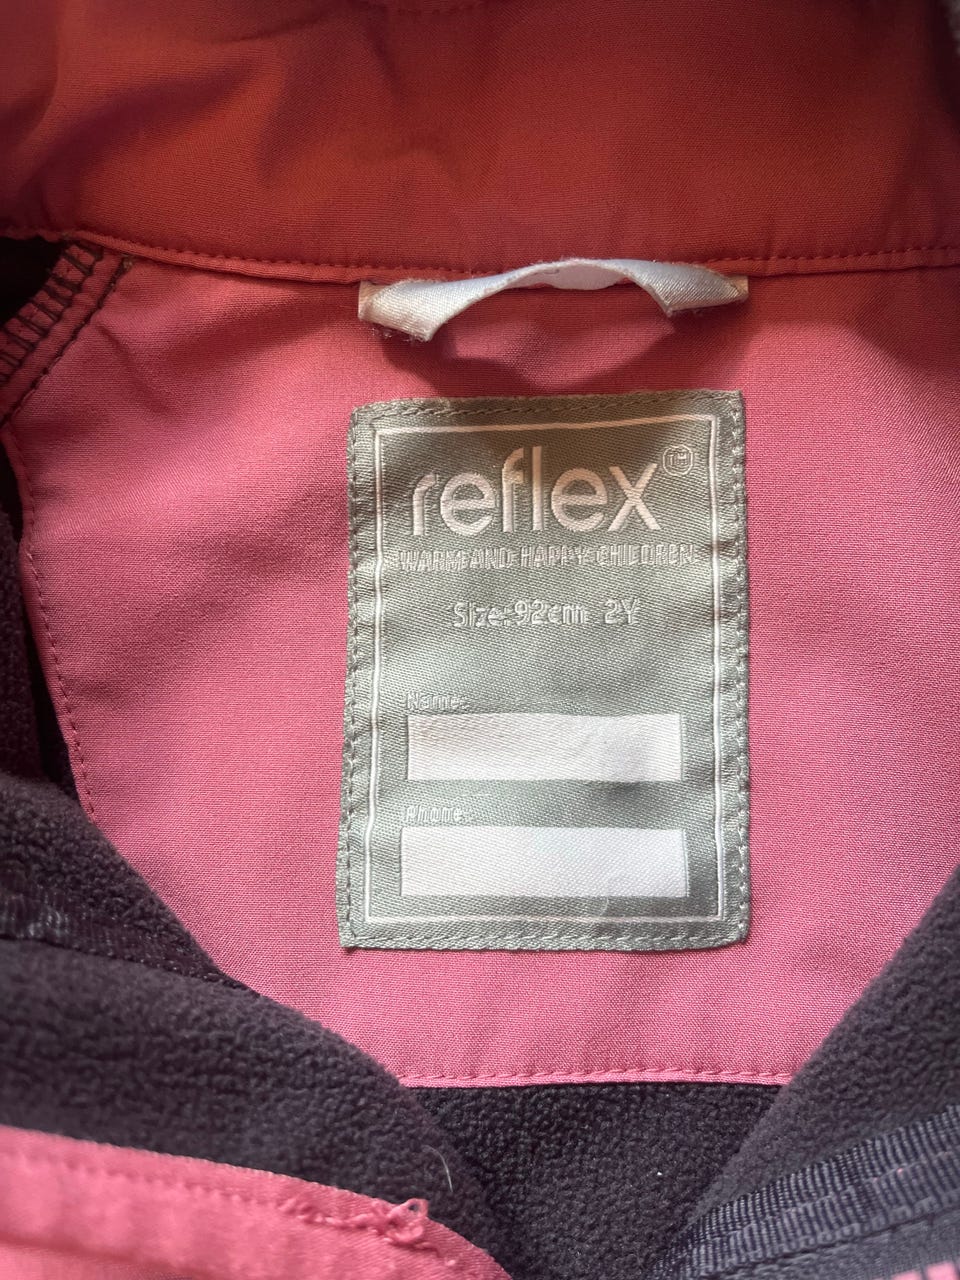 reflex
WARM AND HAPPY CHILDREN
Size: 92cm 2Y
Name:
Phone: